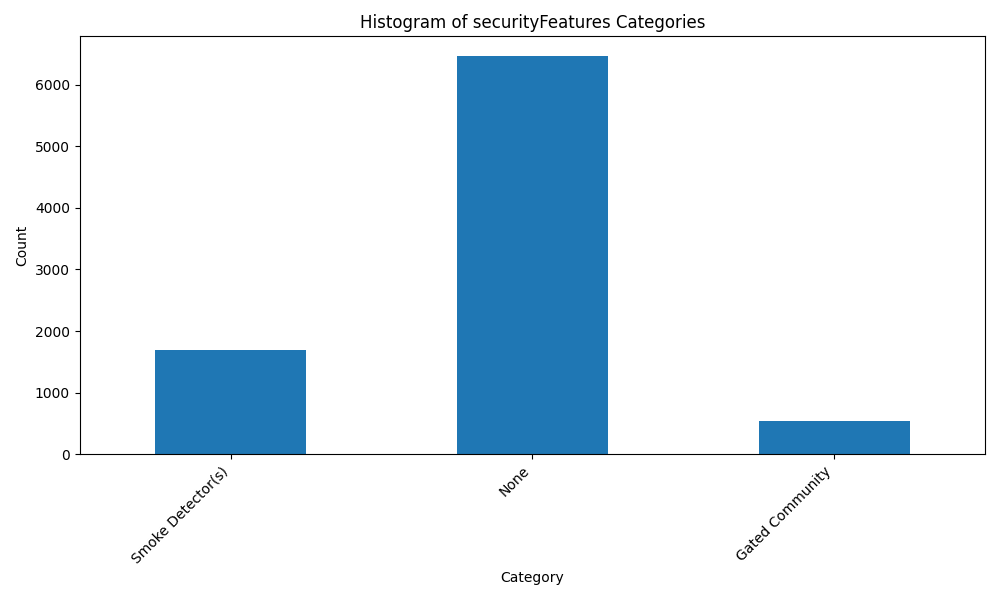 Histogram of securityFeatures Categories
Count
6000
5000
4000
3000
2000
1000
0
Smoke Detector(s)
None
Gated Community
Category